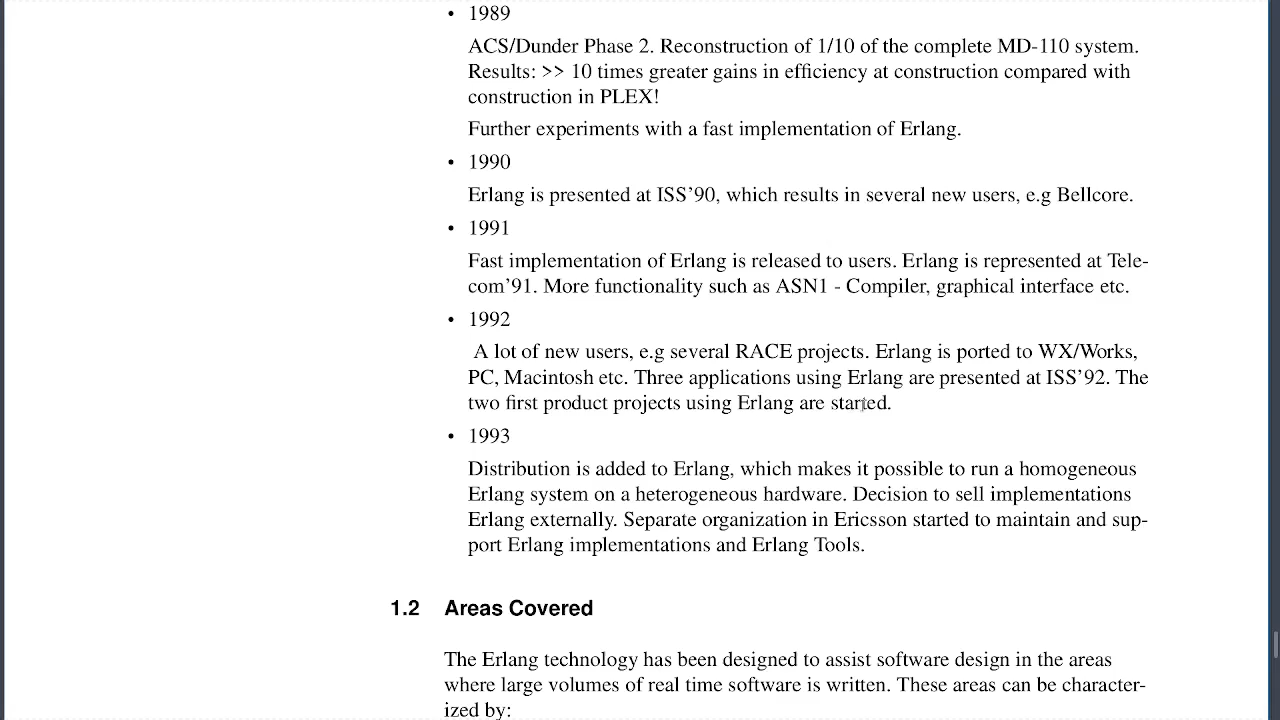 • 1989
ACS/Dunder Phase 2. Reconstruction of 1/10 of the complete MD-110 system.
Results: >> 10 times greater gains in efficiency at construction compared with
construction in PLEX!
Further experiments with a fast implementation of Erlang.
• 1990
Erlang is presented at ISS'90, which results in several new users, e.g Bellcore.
• 1991
Fast implementation of Erlang is released to users. Erlang is represented at Tele-
com'91. More functionality such as ASN1 - Compiler, graphical interface etc.
• 1992
A lot of new users, e.g several RACE projects. Erlang is ported to WX/Works,
PC, Macintosh etc. Three applications using Erlang are presented at ISS'92. The
two first product projects using Erlang are started.
• 1993
Distribution is added to Erlang, which makes it possible to run a homogeneous
Erlang system on a heterogeneous hardware. Decision to sell implementations
Erlang externally. Separate organization in Ericsson started to maintain and sup-
port Erlang implementations and Erlang Tools.
1.2 Areas Covered
The Erlang technology has been designed to assist software design in the areas
where large volumes of real time software is written. These areas can be character-
ized by: